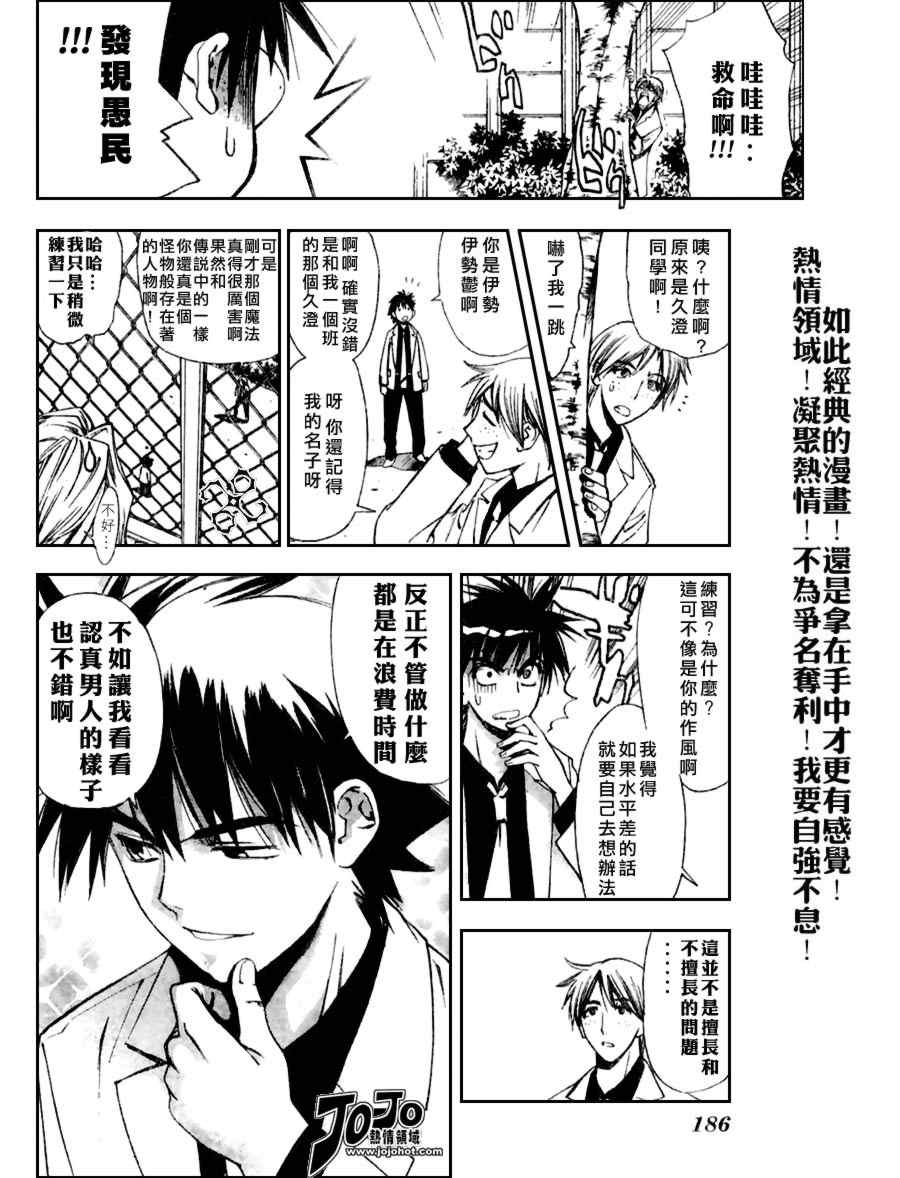 哇哇哇：
救命啊!!!
發現愚民
!!!
咦？什麼啊？
原來是久澄
同學啊！
…
嚇了我一跳
你是伊勢
伊勢鬱啊
啊啊 確實沒錯
是和我一個班
的那個久澄
呀 你還記得
我的名子呀
可是
剛才那個魔法
真得很厲害啊
果然和
傳説中的一樣
你還真是個
怪物般存在著
的人物啊！
哈哈…
我只是稍微
練習一下
不好…
練習？為什麼？
這可不像是你的作風啊
我覺得
如果水平差的話
就要自己去想辦法
這並不是擅長和
不擅長的問題
……
反正不管做什麼
都是在浪費時間
不如讓我看看
認真男人的樣子
也不錯啊
如此經典的漫畫！還是拿在手中才更有感覺！
熱情領域！凝聚熱情！不為爭名奪利！我要自強不息！
JOJO
熱情領域
www.jojohot.com
186